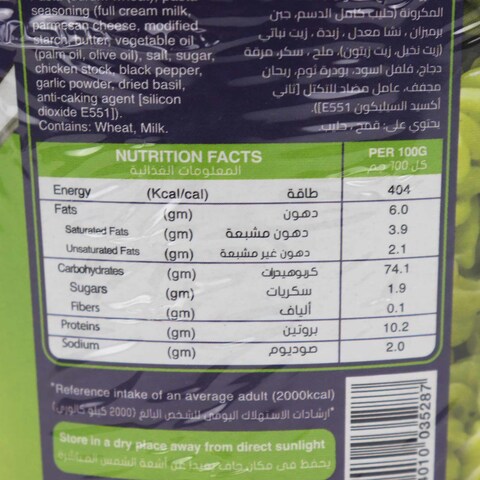 seasoning (full cream milk,
parmesan cheese, modified
starch, butter, vegetable oil
(palm oil, olive oil), salt, sugar,
chicken stock, black pepper,
garlic powder, dried basil,
anti-caking agent [silicon
dioxide E551]).
Contains: Wheat, Milk.
المكرونة (حليب كامل الدسم، جبن
برميزان ، نشا معدل ، زبدة ، زيت نباتي
(زيت نخيل، زيت زيتون)، ملح ، سكر، مرقة
دجاج، فلفل اسود، بودرة ثوم، ريحان
مجفف، عامل مضاد للتكتل [ثاني
أكسيد السيليكون E551]).
يحتوي على: قمح، حليب.
NUTRITION FACTS PER 100G
المعلومات الغذائية كل 100 جم
Energy (Kcal/cal) طاقة 404
Fats (gm) دهون 6.0
Saturated Fats (gm) دهون مشبعة 3.9
Unsaturated Fats (gm) دهون غير مشبعة 2.1
Carbohydrates (gm) كربوهيدرات 74.1
Sugars (gm) سكريات 1.9
Fibers (gm) ألياف 0.1
Proteins (gm) بروتين 10.2
Sodium (gm) صوديوم 2.0
*Reference intake of an average adult (2000kcal)
*ارشادات الاستهلاك اليومي للشخص البالغ (2000 كيلو كالوري)
Store in a dry place away from direct sunlight
يحفظ في مكان جاف بعيدا عن أشعة الشمس المباشرة
4010 035287